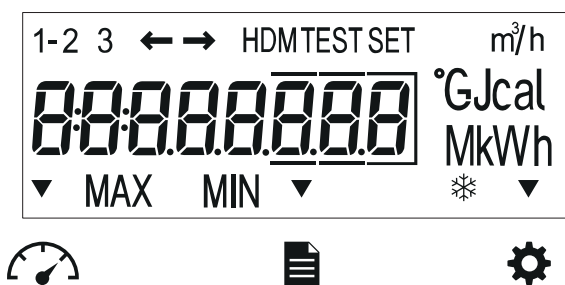 1-2 3 ← → HDM TEST SET m³/h
8:8:8.8.8.8.8.8 °GJcal
MkWh
▼ MAX MIN ▼ ▼